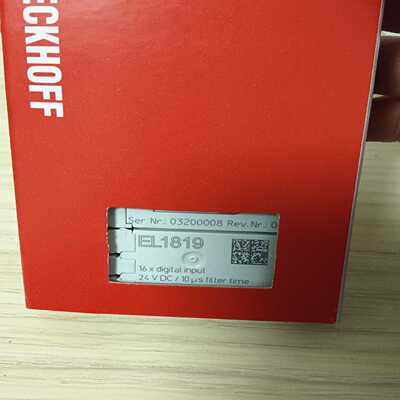 ECKHOFF
Ser. Nr.: 03200008 Rev. Nr.: 0
EL1819
16 x digital input
24 V DC / 10 µs filter time